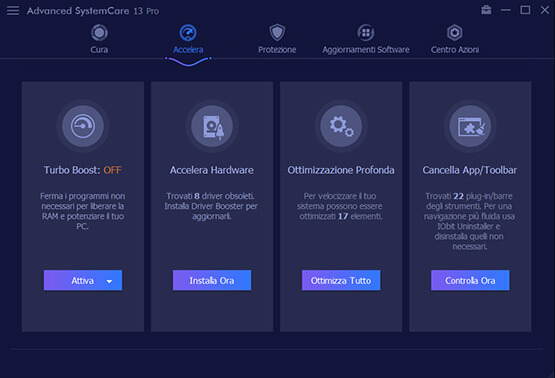 Advanced SystemCare 13 Pro
Cura
Accelera
Protezione
Aggiornamenti Software
Centro Azioni
Turbo Boost: OFF
Ferma i programmi non
necessari per liberare la
RAM e potenziare il tuo
PC.
Attiva
Accelera Hardware
Trovati 8 driver obsoleti.
Installa Driver Booster per
aggiornarli.
Installa Ora
Ottimizzazione Profonda
Per velocizzare il tuo
sistema possono essere
ottimizzati 17 elementi.
Ottimizza Tutto
Cancella App/Toolbar
Trovati 22 plug-in/barre
degli strumenti. Per una
navigazione più fluida usa
IObit Uninstaller e
disinstalla quelli non
necessari.
Controlla Ora